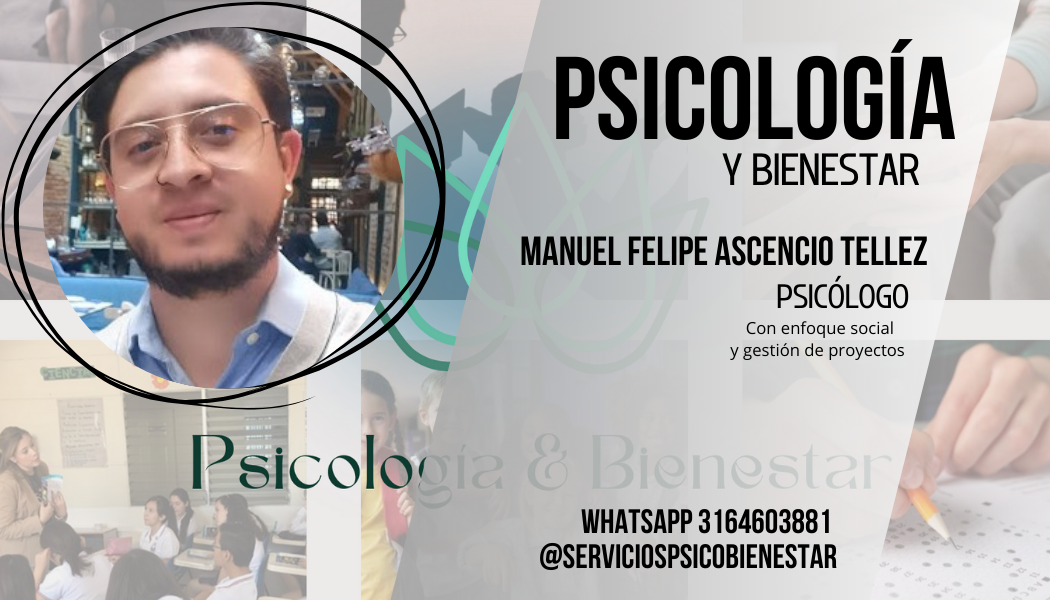 PSICOLOGÍA
Y BIENESTAR
MANUEL FELIPE ASCENCIO TELLEZ
PSICÓLOGO
Con enfoque social
y gestión de proyectos
Psicología & Bienestar
WHATSAPP 3164603881
@SERVICIOSPSICOBIENESTAR